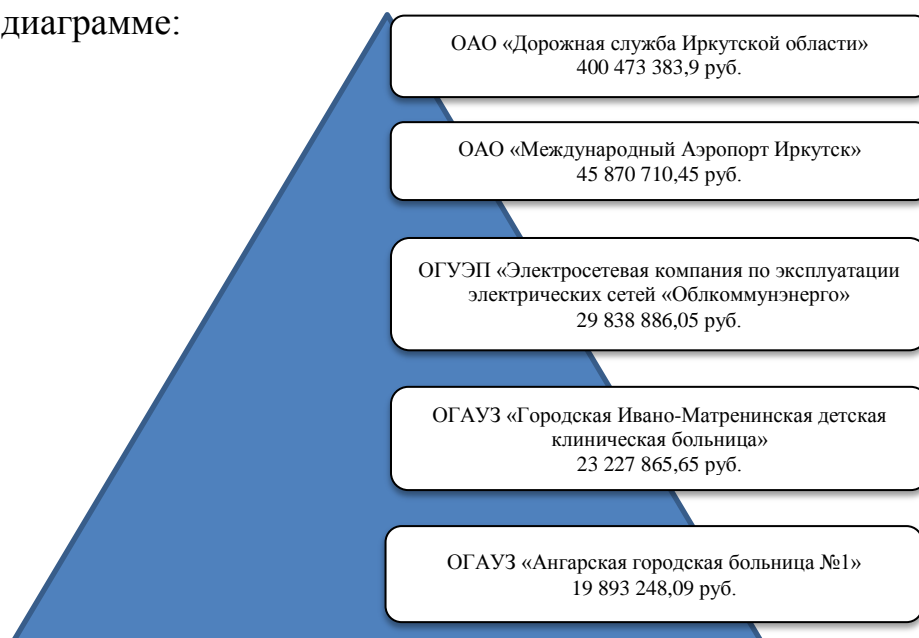 диаграмме:
ОАО «Дорожная служба Иркутской области»
400 473 383,9 руб.
ОАО «Международный Аэропорт Иркутск»
45 870 710,45 руб.
ОГУЭП «Электросетевая компания по эксплуатации
электрических сетей «Облкоммунэнерго»
29 838 886,05 руб.
ОГАУЗ «Городская Ивано-Матренинская детская
клиническая больница»
23 227 865,65 руб.
ОГАУЗ «Ангарская городская больница №1»
19 893 248,09 руб.